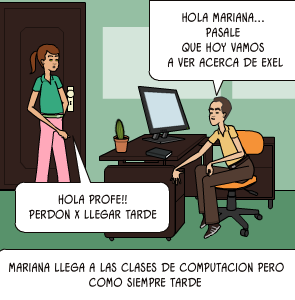 HOLA MARIANA...
PASALE
QUE HOY VAMOS
A VER ACERCA DE EXEL
HOLA PROFE!!
PERDON X LLEGAR TARDE
MARIANA LLEGA A LAS CLASES DE COMPUTACION PERO
COMO SIEMPRE TARDE